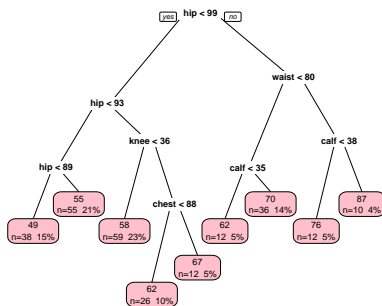 hip < 99
yes
no
waist < 80
hip < 93
knee < 36
calf < 38
hip < 89
calf < 35
chest < 88
55
n=55 21%
70
n=36 14%
87
n=10 4%
49
n=38 15%
58
n=59 23%
62
n=12 5%
76
n=12 5%
67
n=12 5%
62
n=26 10%